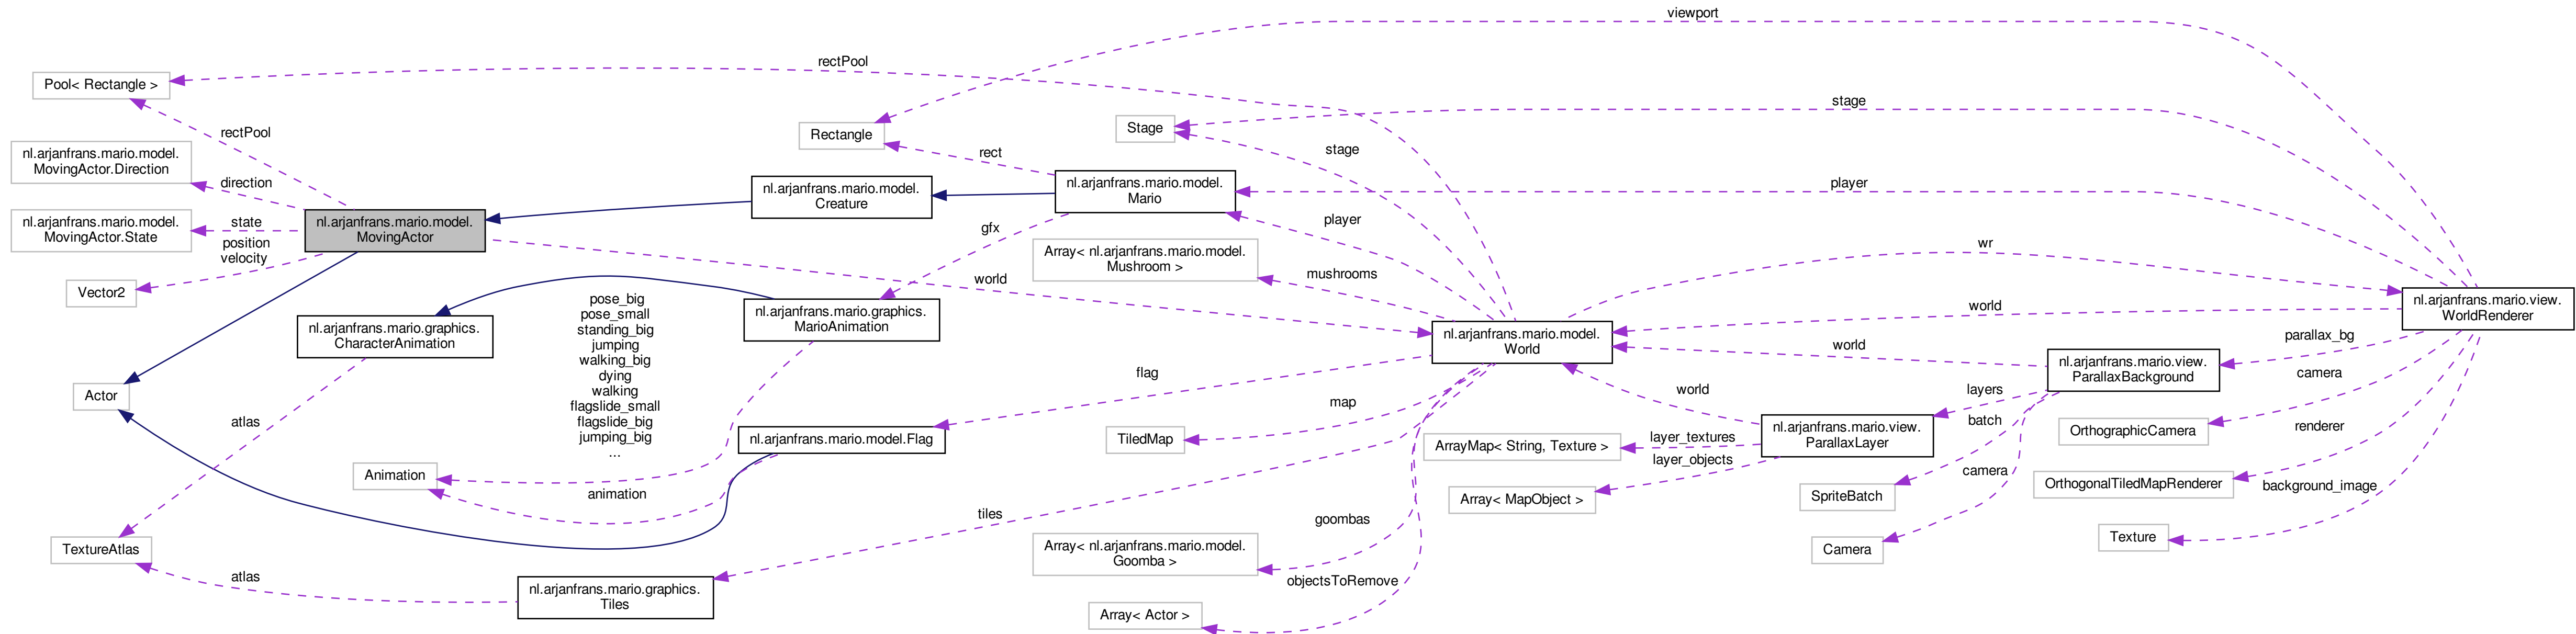 viewport
rectPool
Pool< Rectangle >
stage
Rectangle
Stage
rectPool
stage
rect
nl.arjanfrans.mario.model.
MovingActor.Direction
direction
nl.arjanfrans.mario.model.
Creature
nl.arjanfrans.mario.model.
Mario
player
player
nl.arjanfrans.mario.model.
MovingActor.State
state
nl.arjanfrans.mario.model.
MovingActor
gfx
position
velocity
Array< nl.arjanfrans.mario.model.
Mushroom >
mushrooms
wr
Vector2
world
pose_big
pose_small
standing_big
jumping
walking_big
dying
walking
flagslide_small
flagslide_big
jumping_big
...
nl.arjanfrans.mario.graphics.
CharacterAnimation
nl.arjanfrans.mario.graphics.
MarioAnimation
nl.arjanfrans.mario.model.
World
world
nl.arjanfrans.mario.view.
WorldRenderer
world
parallax_bg
nl.arjanfrans.mario.view.
ParallaxBackground
camera
flag
Actor
world
layers
map
atlas
batch
nl.arjanfrans.mario.view.
ParallaxLayer
OrthographicCamera
renderer
nl.arjanfrans.mario.model.Flag
TiledMap
ArrayMap< String, Texture >
layer_textures
layer_objects
Animation
animation
camera
OrthogonalTiledMapRenderer
background_image
Array< MapObject >
SpriteBatch
tiles
goombas
TextureAtlas
Array< nl.arjanfrans.mario.model.
Goomba >
Camera
Texture
atlas
nl.arjanfrans.mario.graphics.
Tiles
objectsToRemove
Array< Actor >